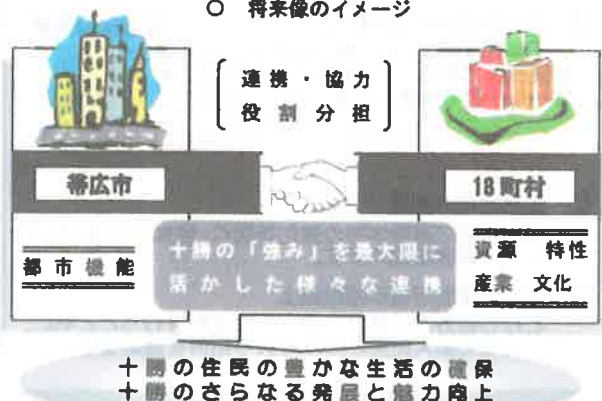 ○ 将来像のイメージ
連携・協力
役割分担
帯広市
18町村
都市機能
十勝の「強み」を最大限に
活かした様々な連携
資源 特性
産業 文化
十勝の住民の豊かな生活の確保
十勝のさらなる発展と魅力向上